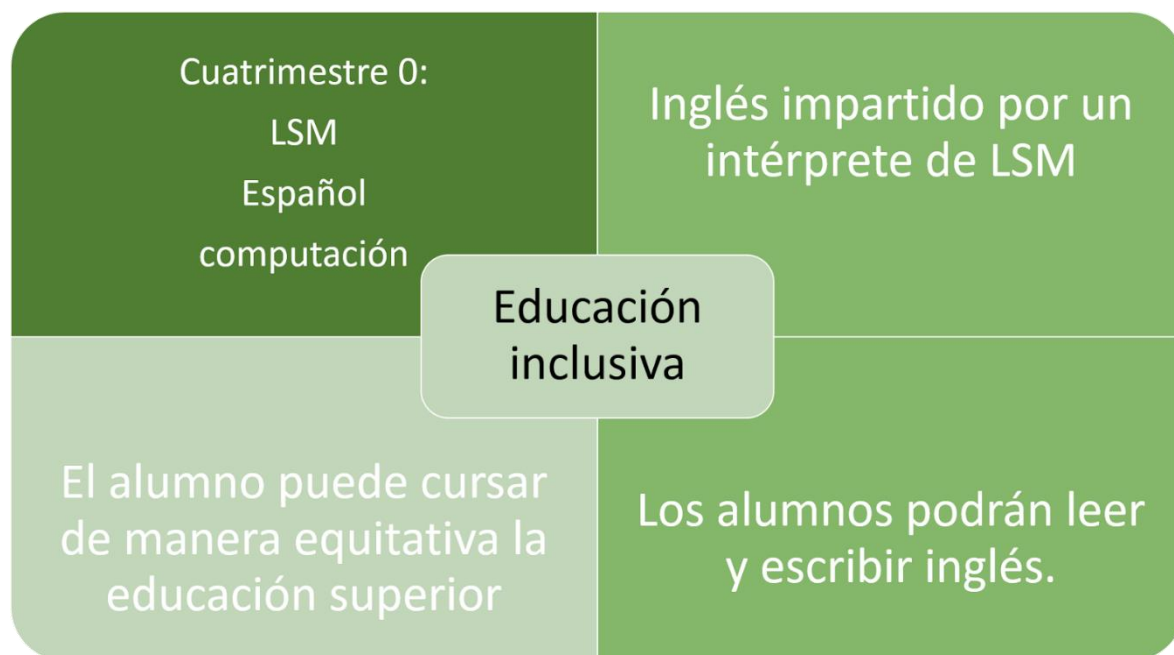 Cuatrimestre 0:
LSM
Español
computación
Inglés impartido por un
intérprete de LSM
Educación
inclusiva
El alumno puede cursar
de manera equitativa la
educación superior
Los alumnos podrán leer
y escribir inglés.